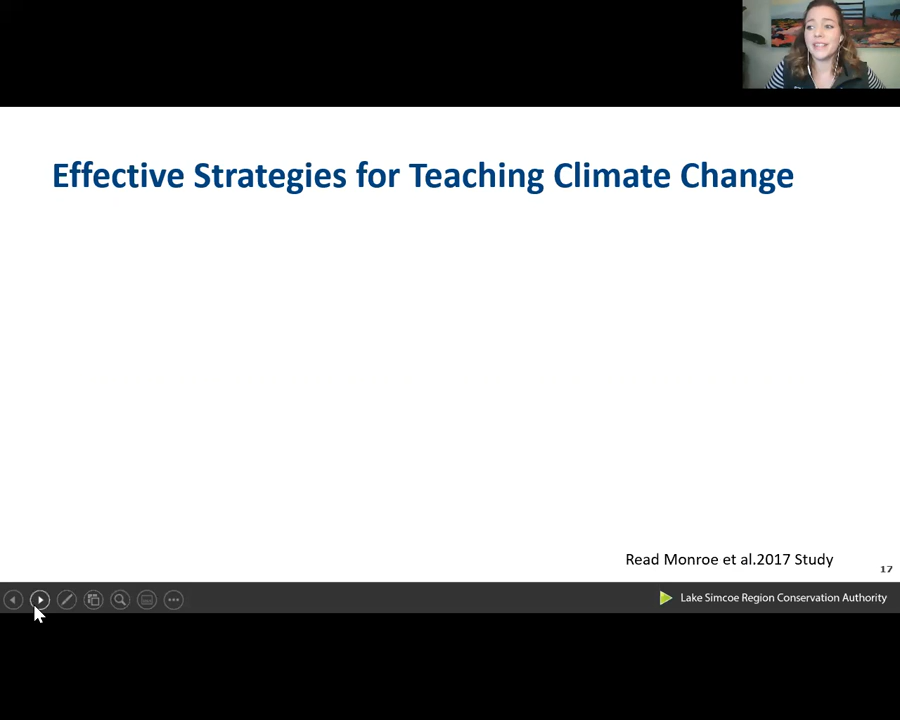 Effective Strategies for Teaching Climate Change
Read Monroe et al.2017 Study
17
Lake Simcoe Region Conservation Authority